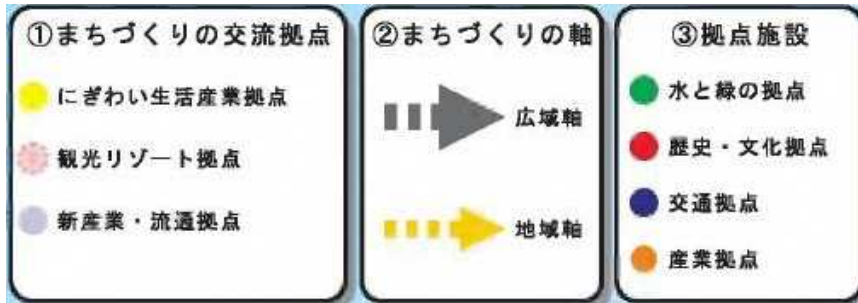 ①まちづくりの交流拠点
にぎわい生活産業拠点
観光リゾート拠点
新産業・流通拠点
②まちづくりの軸
広域軸
地域軸
③拠点施設
水と緑の拠点
歴史・文化拠点
交通拠点
産業拠点